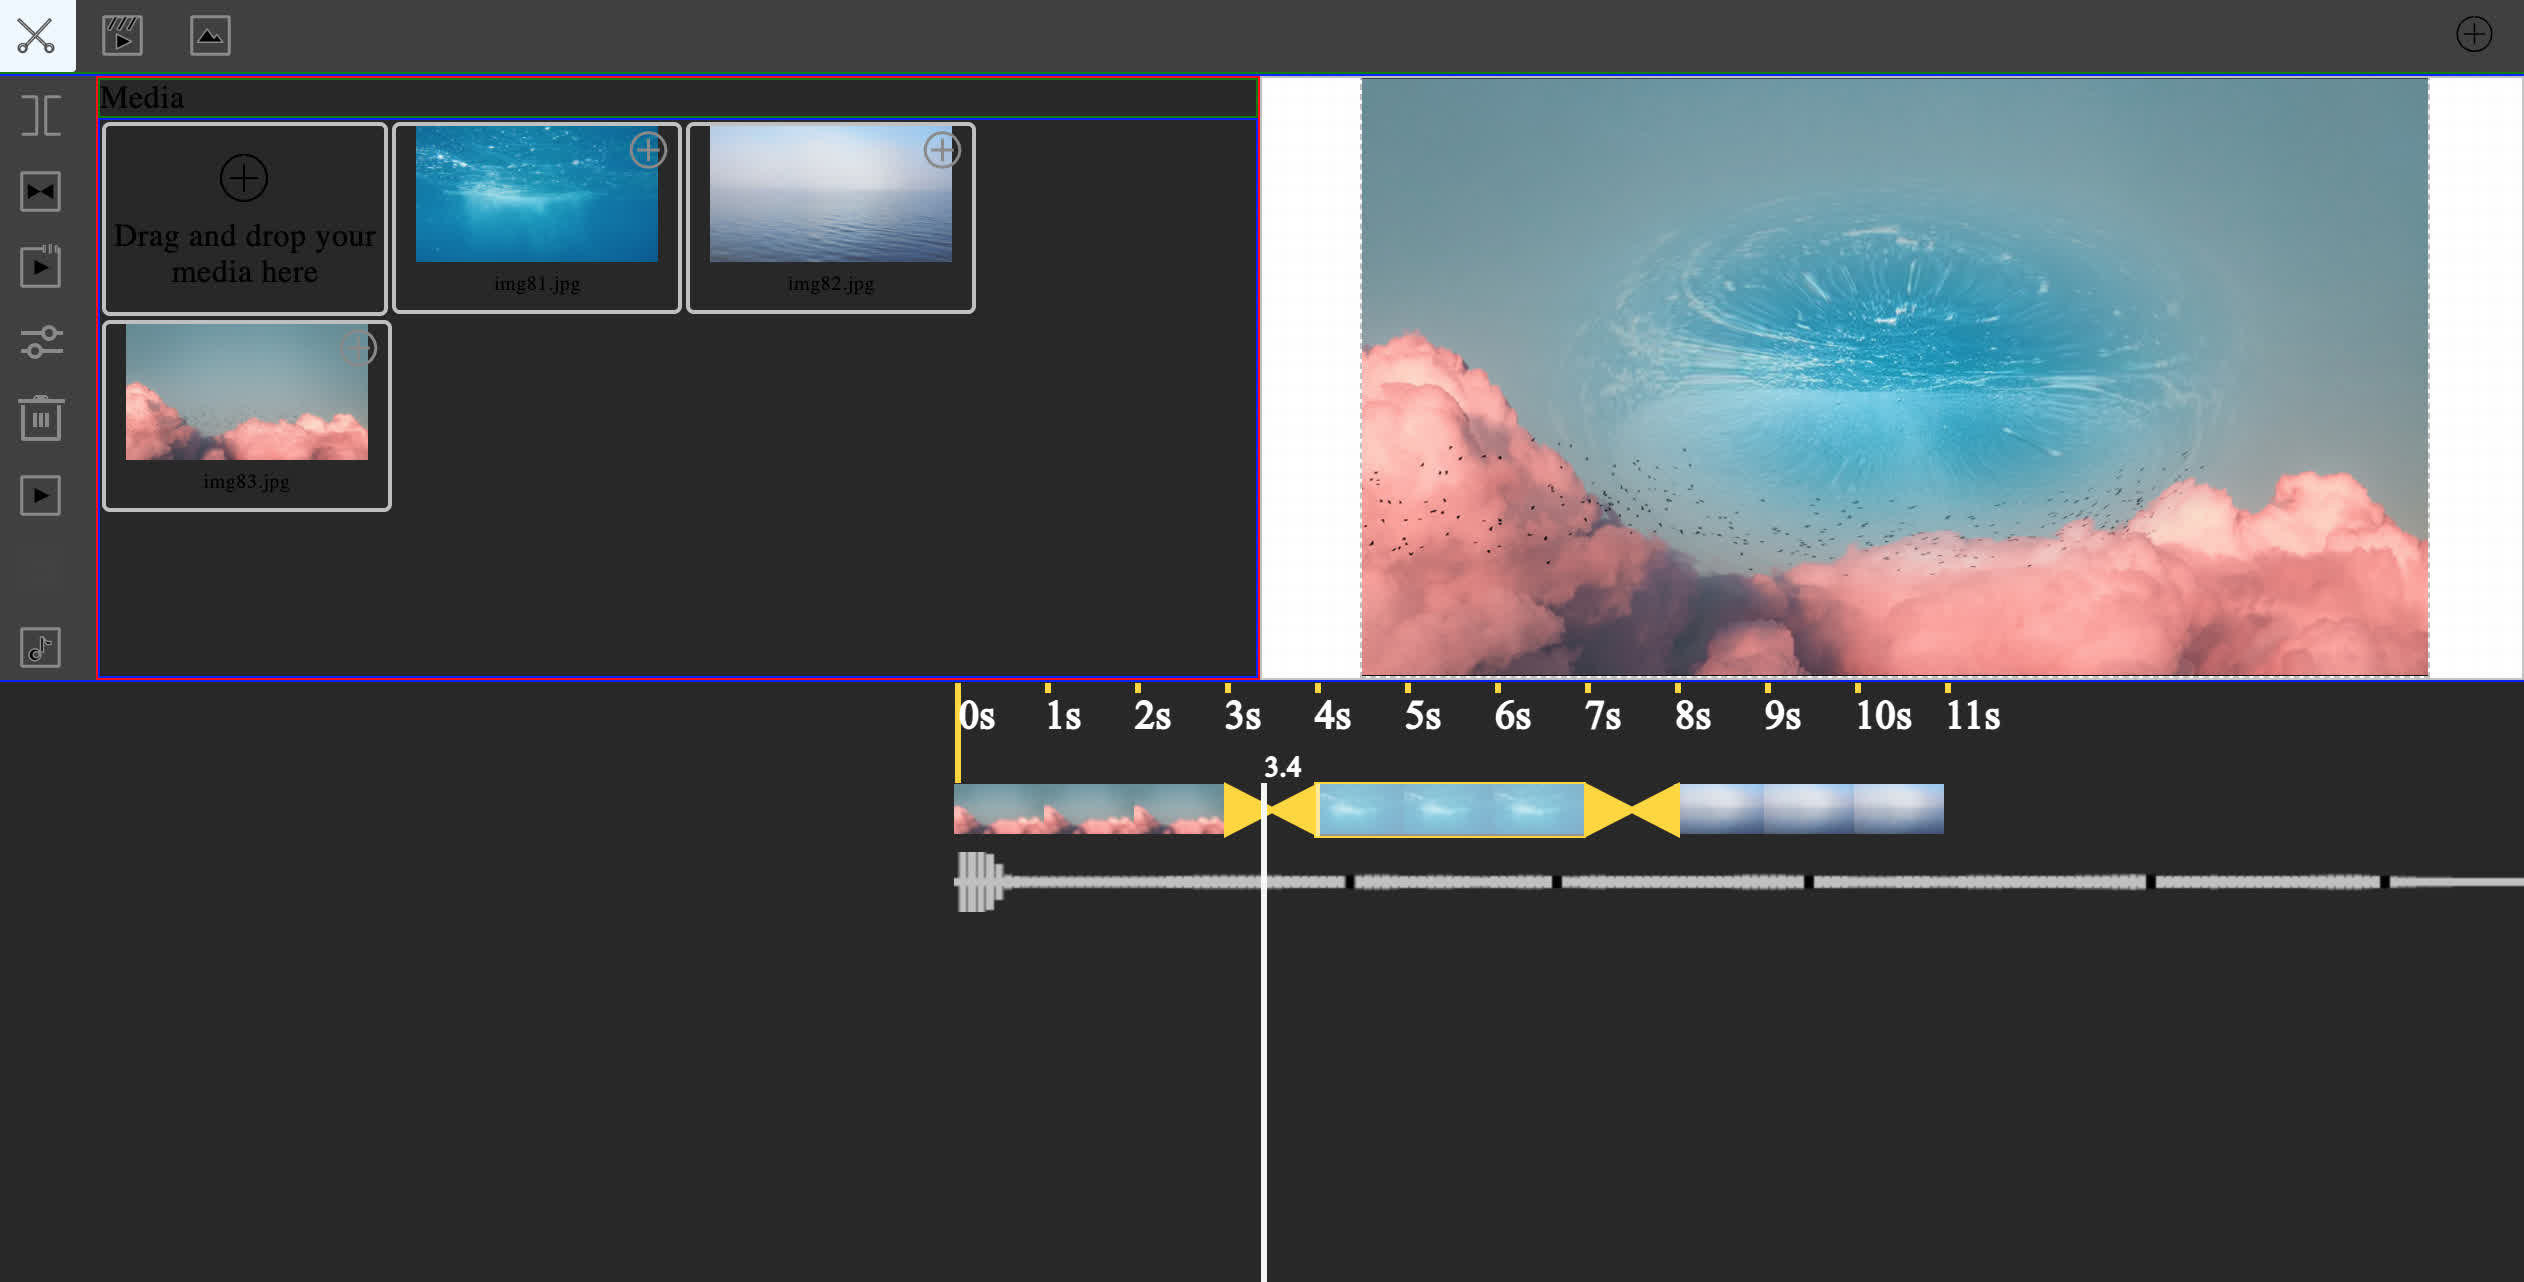 Media
Drag and drop your
media here
img81.jpg
img82.jpg
img83.jpg
0s 1s 2s 3s 4s 5s 6s 7s 8s 9s 10s 11s
3.4